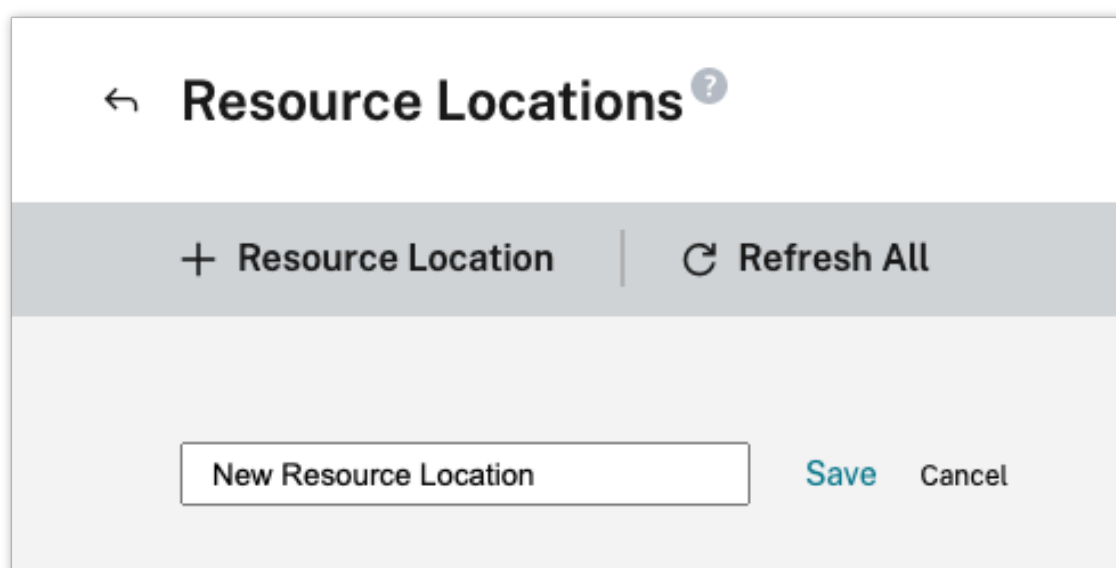 Resource Locations ?
+ Resource Location Refresh All
New Resource Location Save Cancel